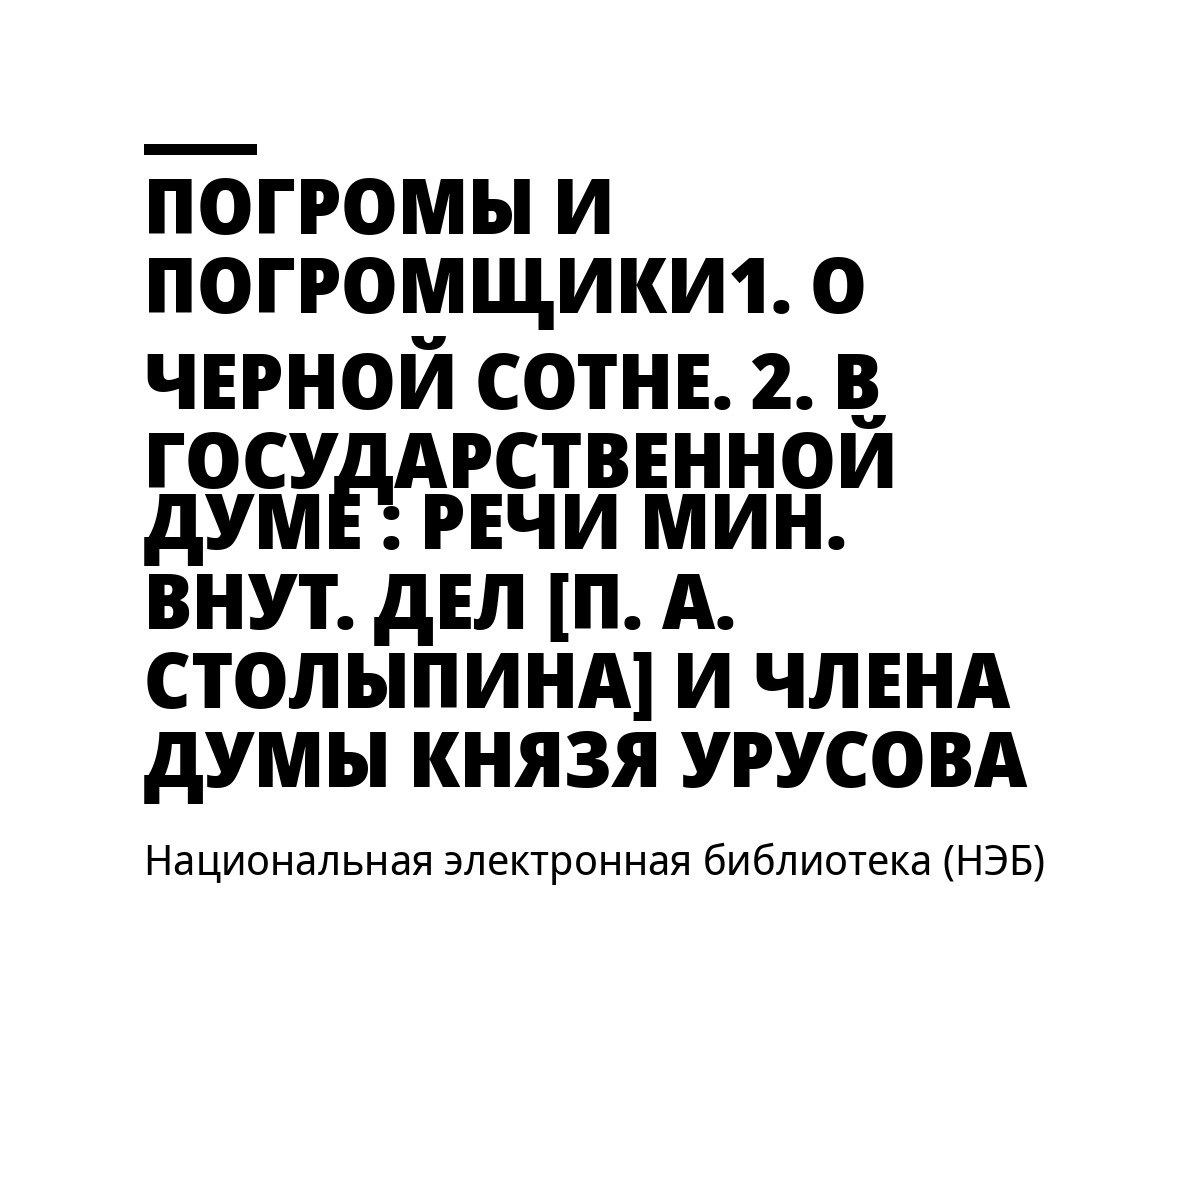 ПОГРОМЫ И
ПОГРОМЩИКИ1. О
ЧЕРНОЙ СОТНЕ. 2. В
ГОСУДАРСТВЕННОЙ
ДУМЕ : РЕЧИ МИН.
ВНУТ. ДЕЛ [П. А.
СТОЛЫПИНА] И ЧЛЕНА
ДУМЫ КНЯЗЯ УРУСОВА
Национальная электронная библиотека (НЭБ)